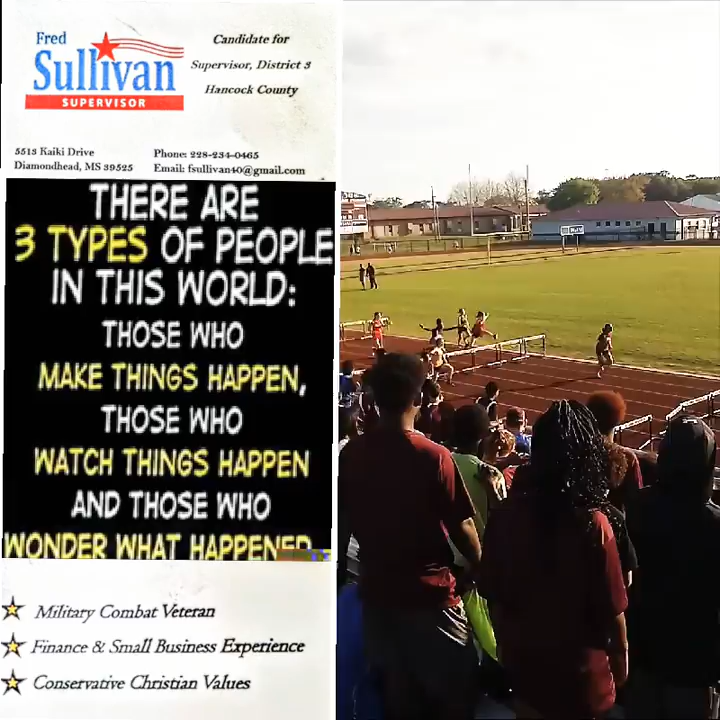 Fred
Sullivan
SUPERVISOR
Candidate for
Supervisor, District 3
Hancock County
5513 Kaiki Drive
Diamondhead, MS 39525
Phone: 228-234-0465
Email: fsullivan40@gmail.com
THERE ARE
3 TYPES OF PEOPLE
IN THIS WORLD:
THOSE WHO
MAKE THINGS HAPPEN,
THOSE WHO
WATCH THINGS HAPPEN
AND THOSE WHO
WONDER WHAT HAPPENED
Military Combat Veteran
Finance & Small Business Experience
Conservative Christian Values